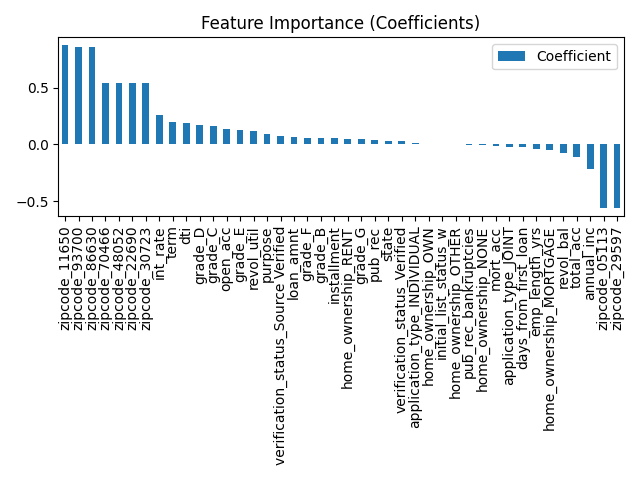 Feature Importance (Coefficients)
Coefficient
0.5
0.0
−0.5
zipcode_11650
zipcode_93700
zipcode_86630
zipcode_70466
zipcode_48052
zipcode_22690
zipcode_30723
int_rate
term
dti
grade_D
grade_C
open_acc
grade_E
revol_util
purpose
verification_status_Source Verified
loan_amnt
grade_F
grade_B
installment
home_ownership_RENT
grade_G
pub_rec
state
verification_status_Verified
application_type_INDIVIDUAL
home_ownership_OWN
initial_list_status_w
home_ownership_OTHER
pub_rec_bankruptcies
home_ownership_NONE
mort_acc
application_type_JOINT
days_from_first_loan
emp_length_yrs
home_ownership_MORTGAGE
revol_bal
total_acc
annual_inc
zipcode_05113
zipcode_29597